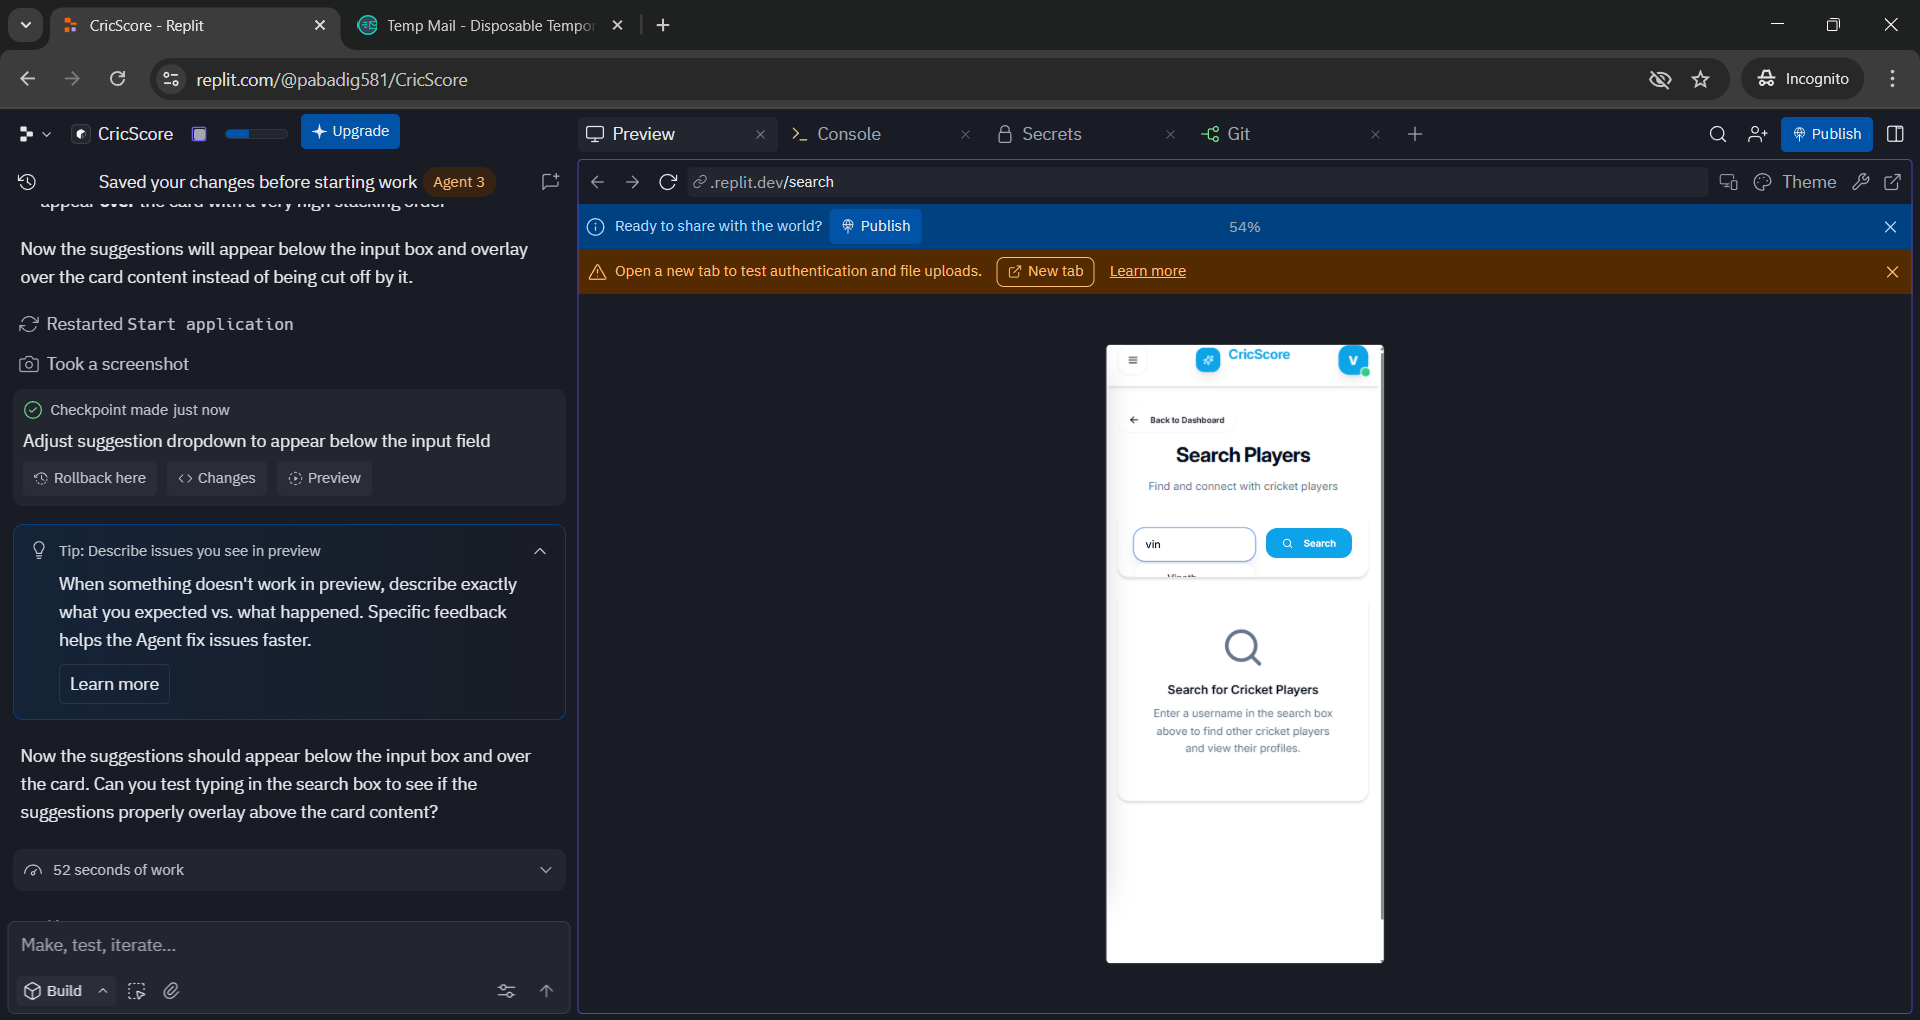 CricScore - Replit
Temp Mail - Disposable Tempor
replit.com/@pabadig581/CricScore
Incognito
CricScore
Upgrade
Preview
Console
Secrets
Git
Publish
Saved your changes before starting work
Agent 3
.replit.dev/search
Theme
appear over the card with a very high stacking order
Ready to share with the world?
Publish
54%
Now the suggestions will appear below the input box and overlay
over the card content instead of being cut off by it.
Open a new tab to test authentication and file uploads.
New tab
Learn more
Restarted Start application
Took a screenshot
Checkpoint made just now
Adjust suggestion dropdown to appear below the input field
Rollback here
Changes
Preview
Tip: Describe issues you see in preview
When something doesn't work in preview, describe exactly
what you expected vs. what happened. Specific feedback
helps the Agent fix issues faster.
Learn more
Now the suggestions should appear below the input box and over
the card. Can you test typing in the search box to see if the
suggestions properly overlay above the card content?
52 seconds of work
Make, test, iterate...
Build
CricScore
V
Back to Dashboard
Search Players
Find and connect with cricket players
vin
Search
Search for Cricket Players
Enter a username in the search box
above to find other cricket players
and view their profiles.